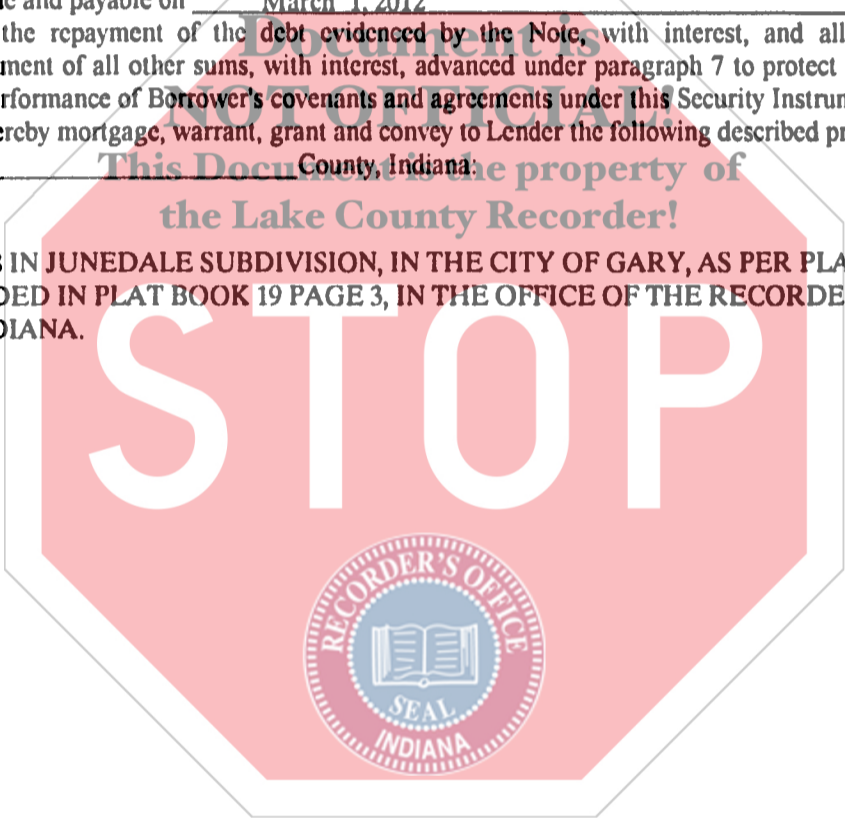 and payable on March 1, 2012
the repayment of the debt evidenced by the Note, with interest, and all
ment of all other sums, with interest, advanced under paragraph 7 to protect
rformance of Borrower's covenants and agreements under this Security Instrum
ereby mortgage, warrant, grant and convey to Lender the following described pr
County, Indiana:
Document is
NOT OFFICIAL!
This Document is the property of
the Lake County Recorder!
IN JUNEDALE SUBDIVISION, IN THE CITY OF GARY, AS PER PLA
DED IN PLAT BOOK 19 PAGE 3, IN THE OFFICE OF THE RECORDE
DIANA.
STOP
RECORDER'S OFFICE
SEAL
INDIANA